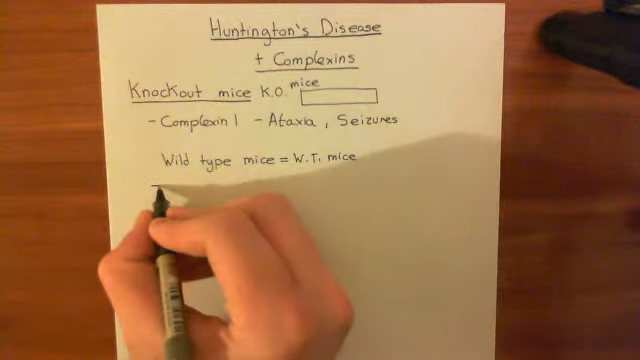 Huntington's Disease
+ Complexins
Knockout mice K.O. mice
- Complexin 1 - Ataxia, Seizures
Wild type mice = W.T. mice